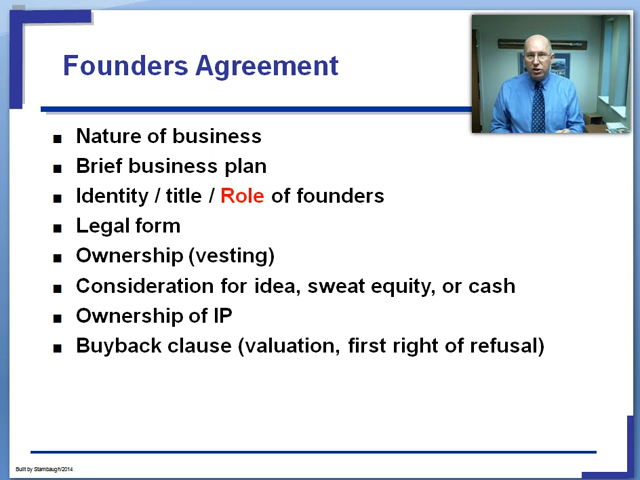 Founders Agreement
■ Nature of business
■ Brief business plan
■ Identity / title / Role of founders
■ Legal form
■ Ownership (vesting)
■ Consideration for idea, sweat equity, or cash
■ Ownership of IP
■ Buyback clause (valuation, first right of refusal)
Built by Stambaugh/2014